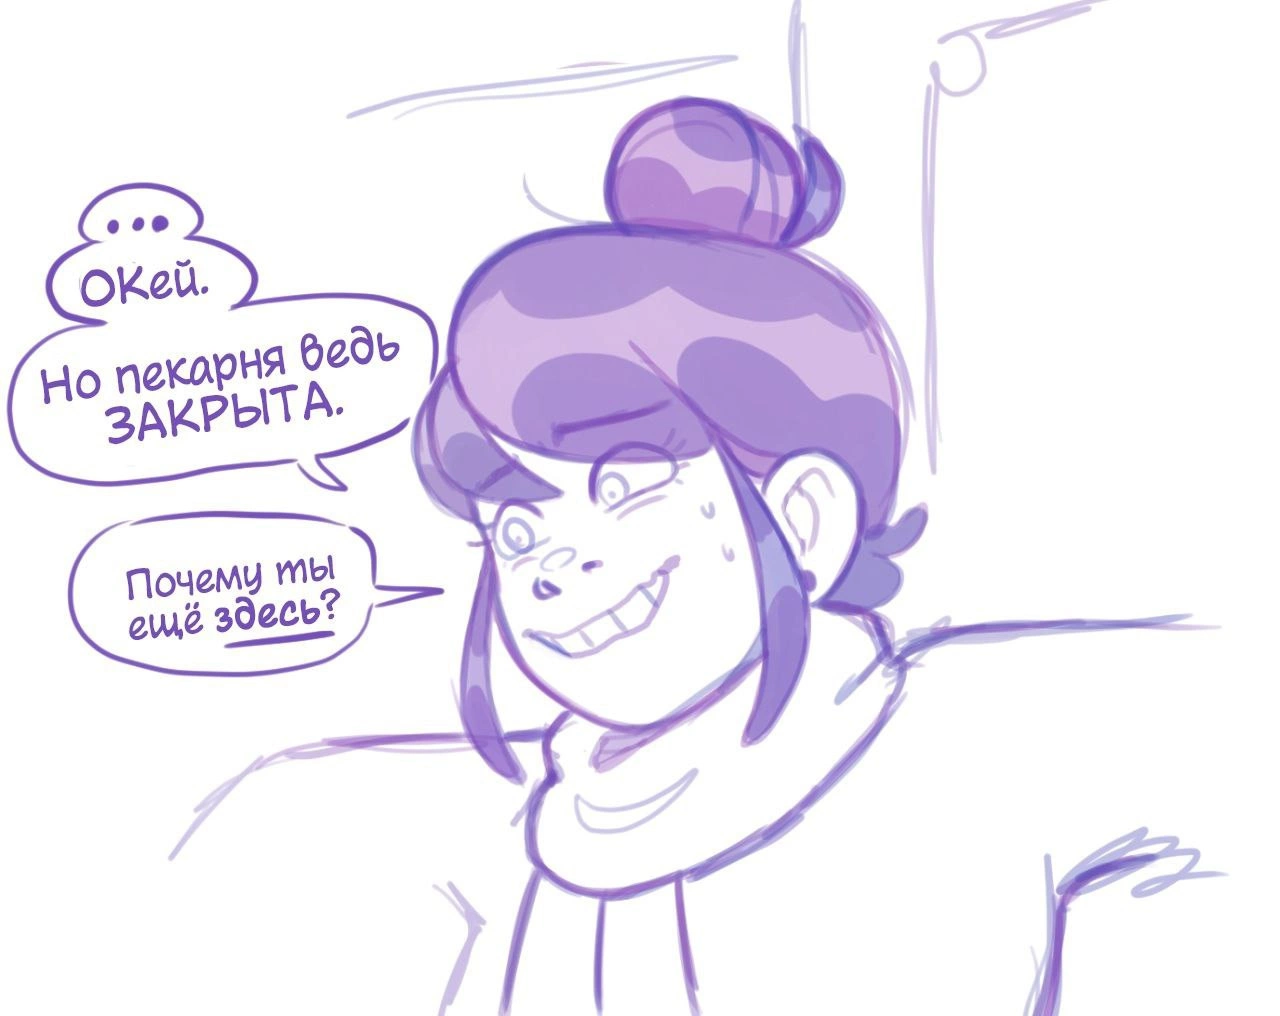 ...
ОКей.
Но пекарня ведь
ЗАКРЫТА.
Почему ты
ещё здесь?